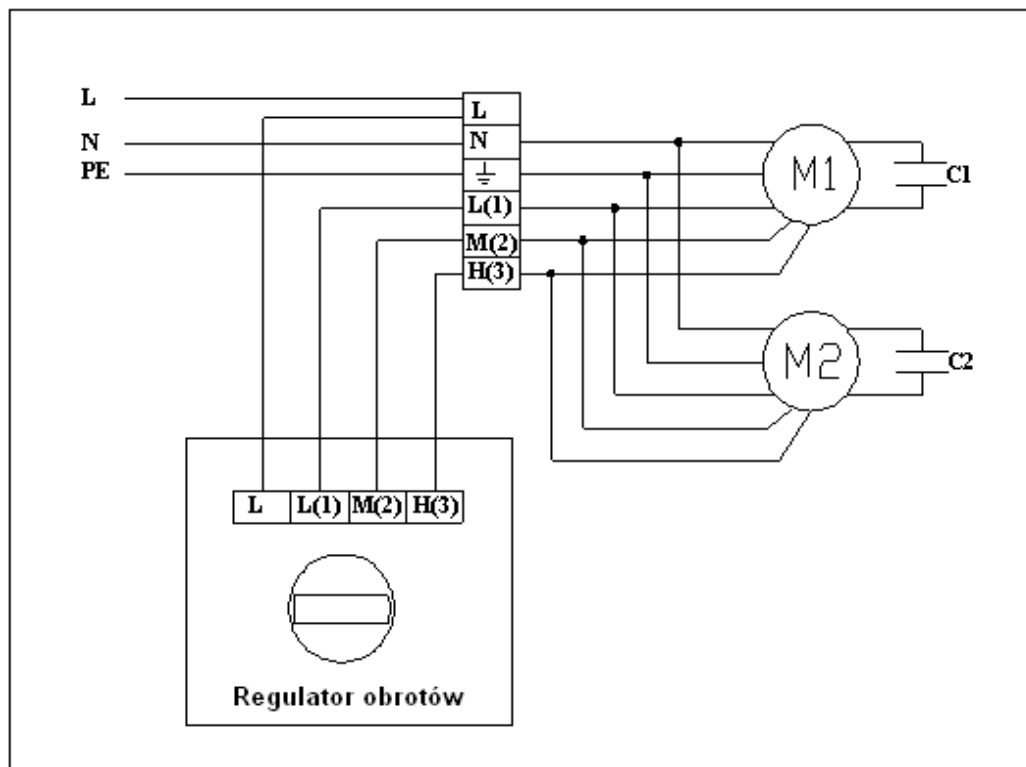 L
N
PE
L
N
L(1)
M(2)
H(3)
M1
C1
M2
C2
L L(1) M(2) H(3)
Regulator obrotów